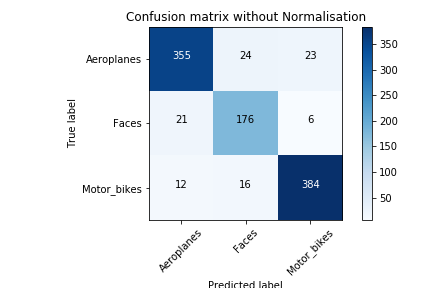 Confusion matrix without Normalisation
Aeroplanes 355 24 23
Faces 21 176 6
Motor_bikes 12 16 384
True label
Aeroplanes Faces Motor_bikes
Predicted label
350
300
250
200
150
100
50